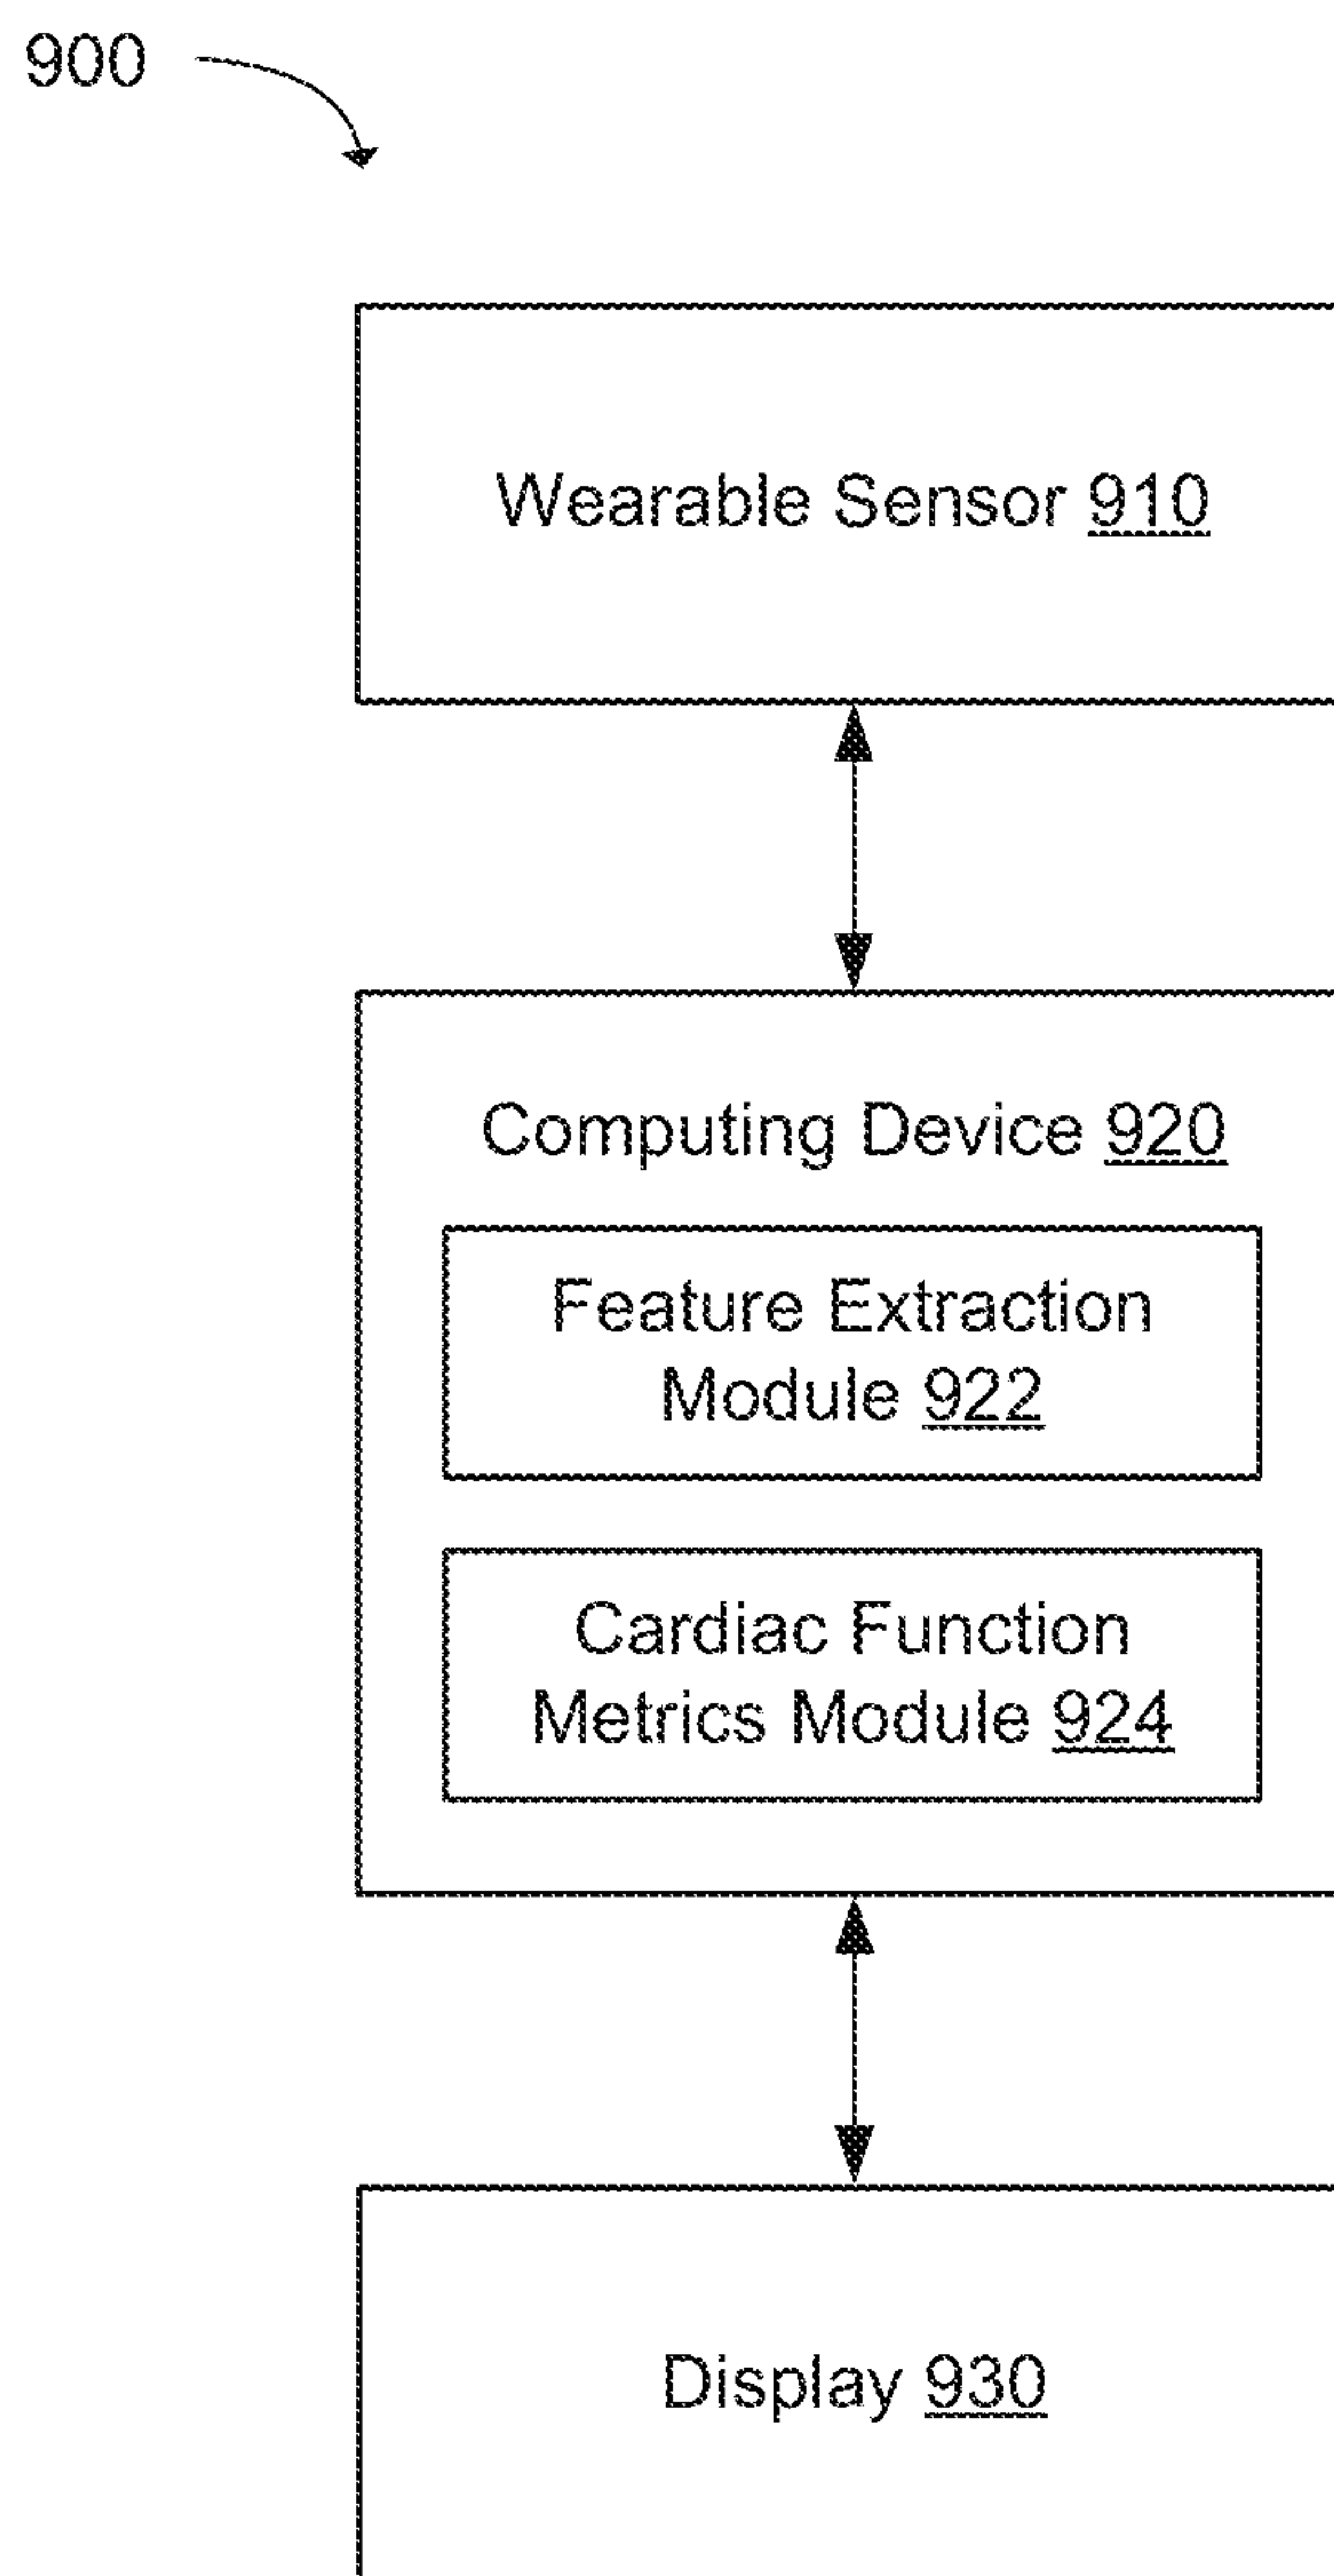 900
Wearable Sensor 910
Computing Device 920
Feature Extraction
Module 922
Cardiac Function
Metrics Module 924
Display 930